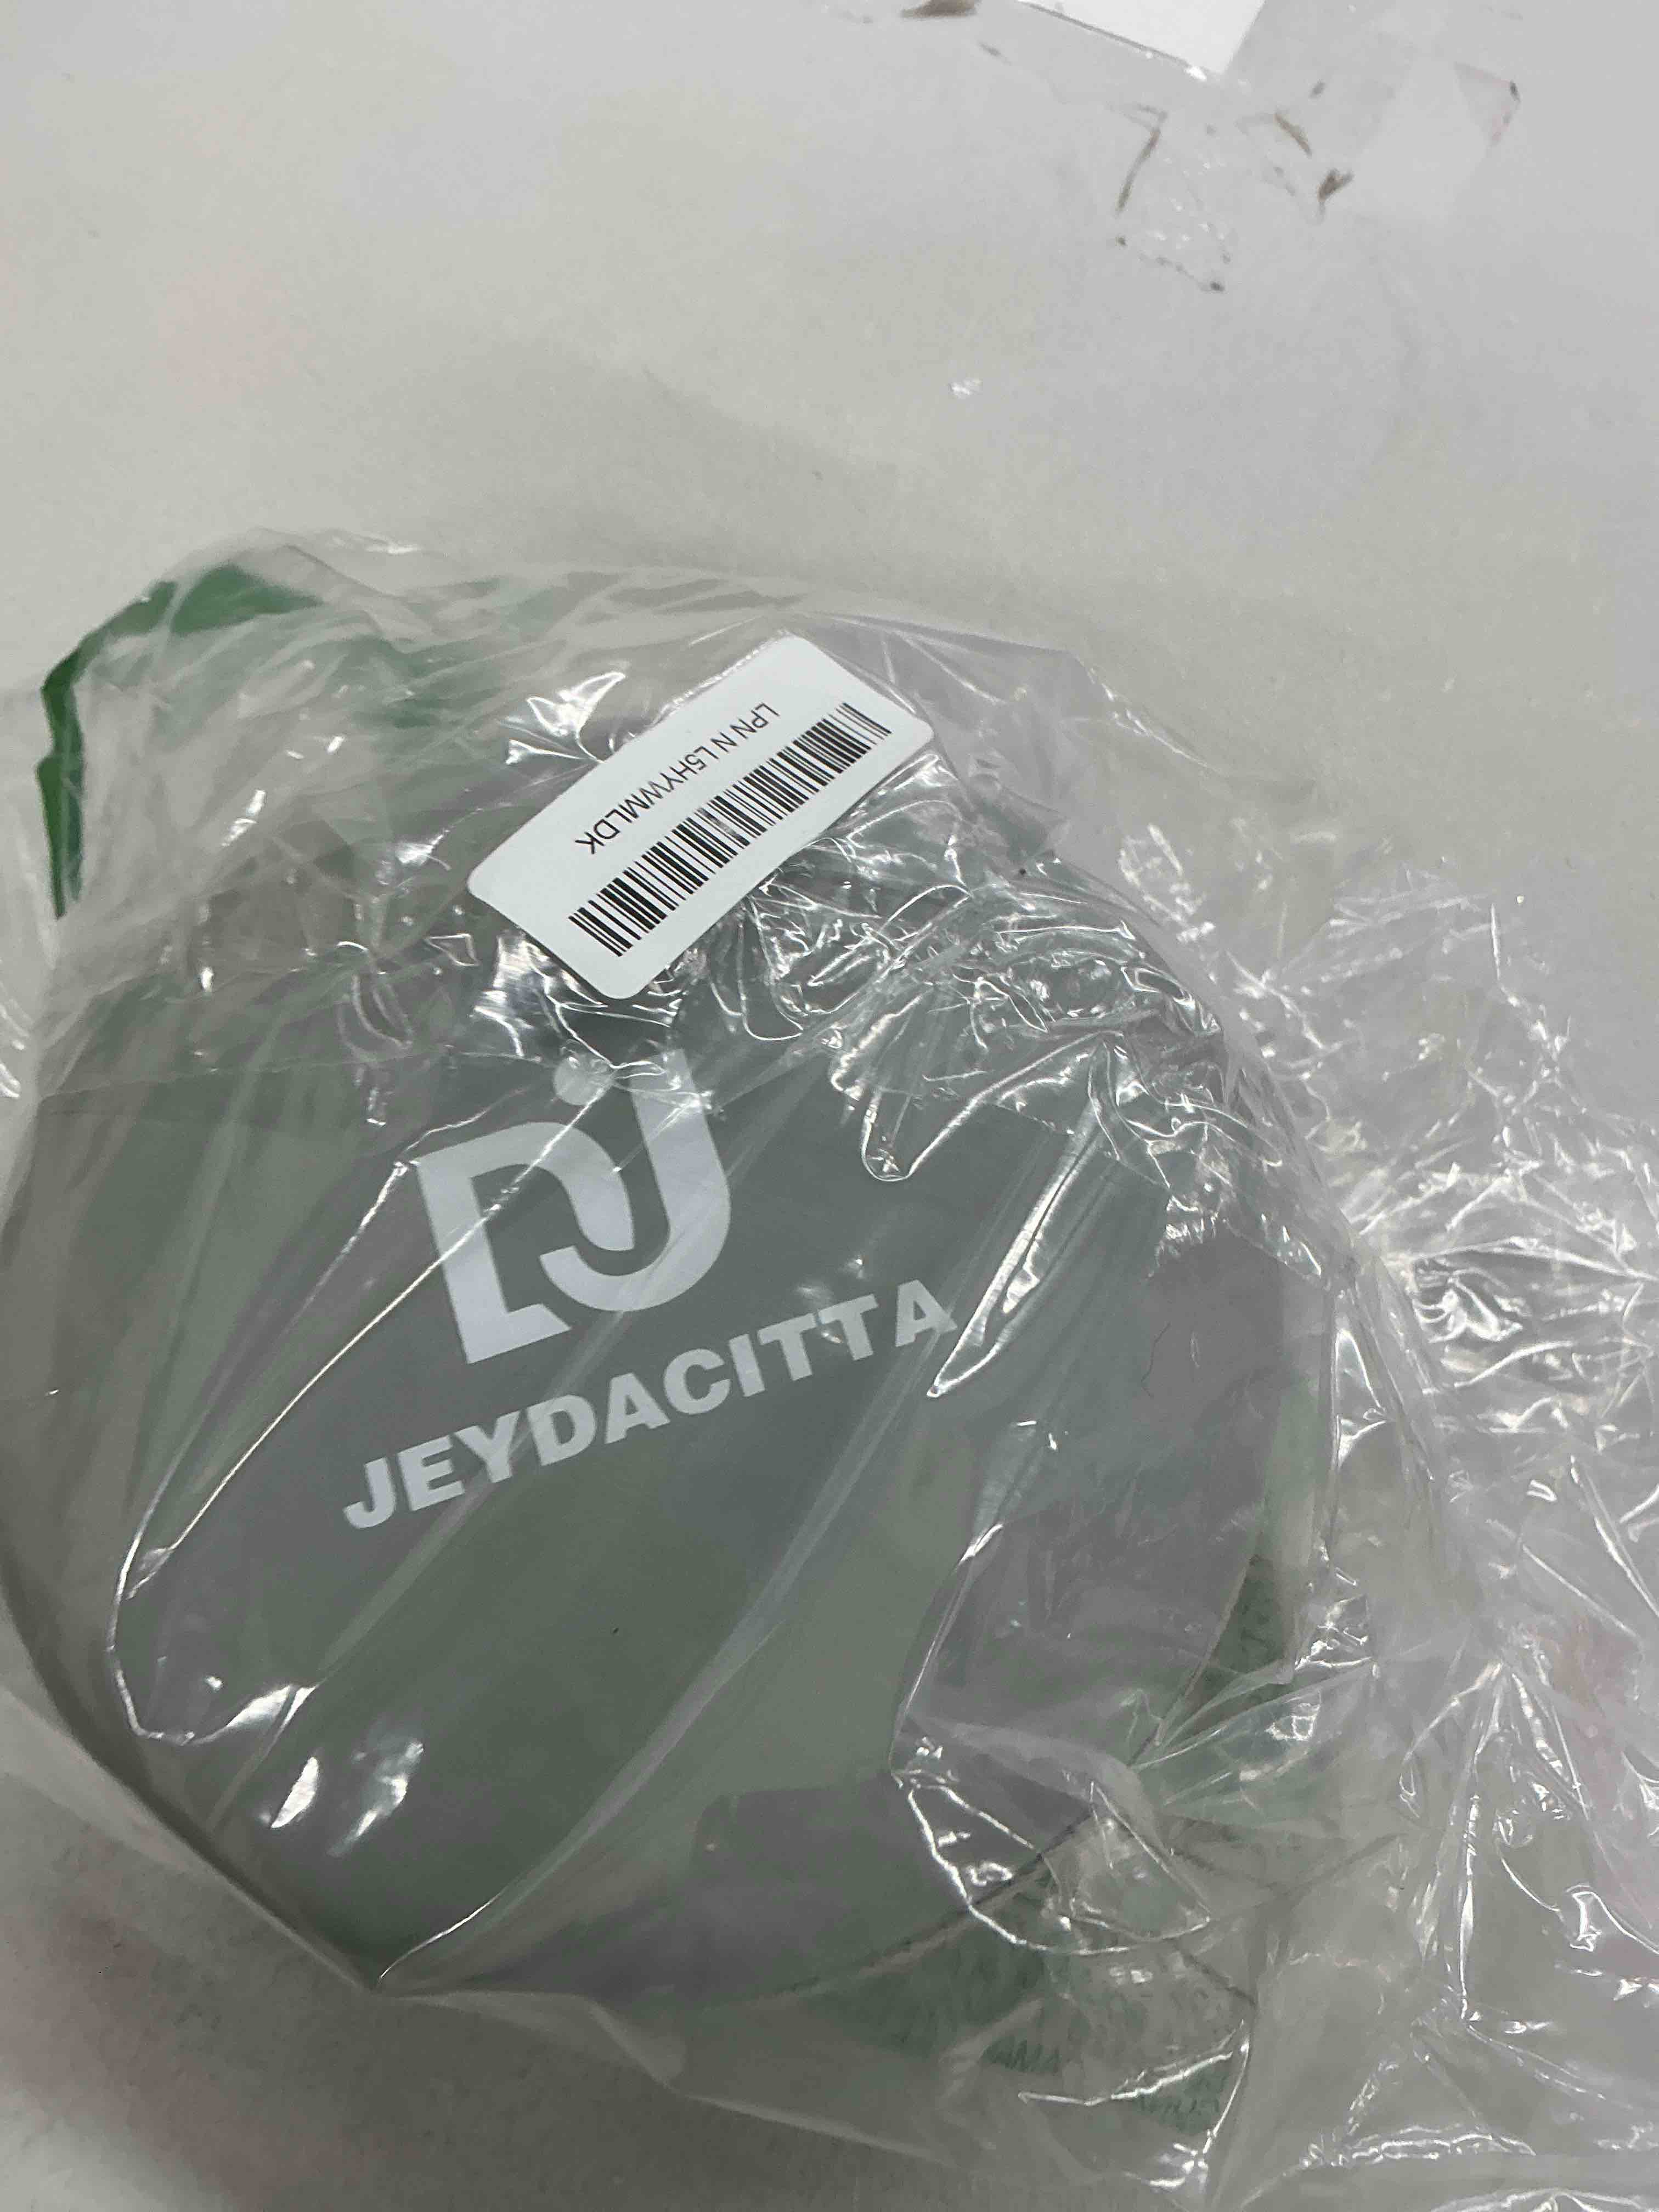 LPN N L5HYWMLDK
DJ
JEYDACITTA